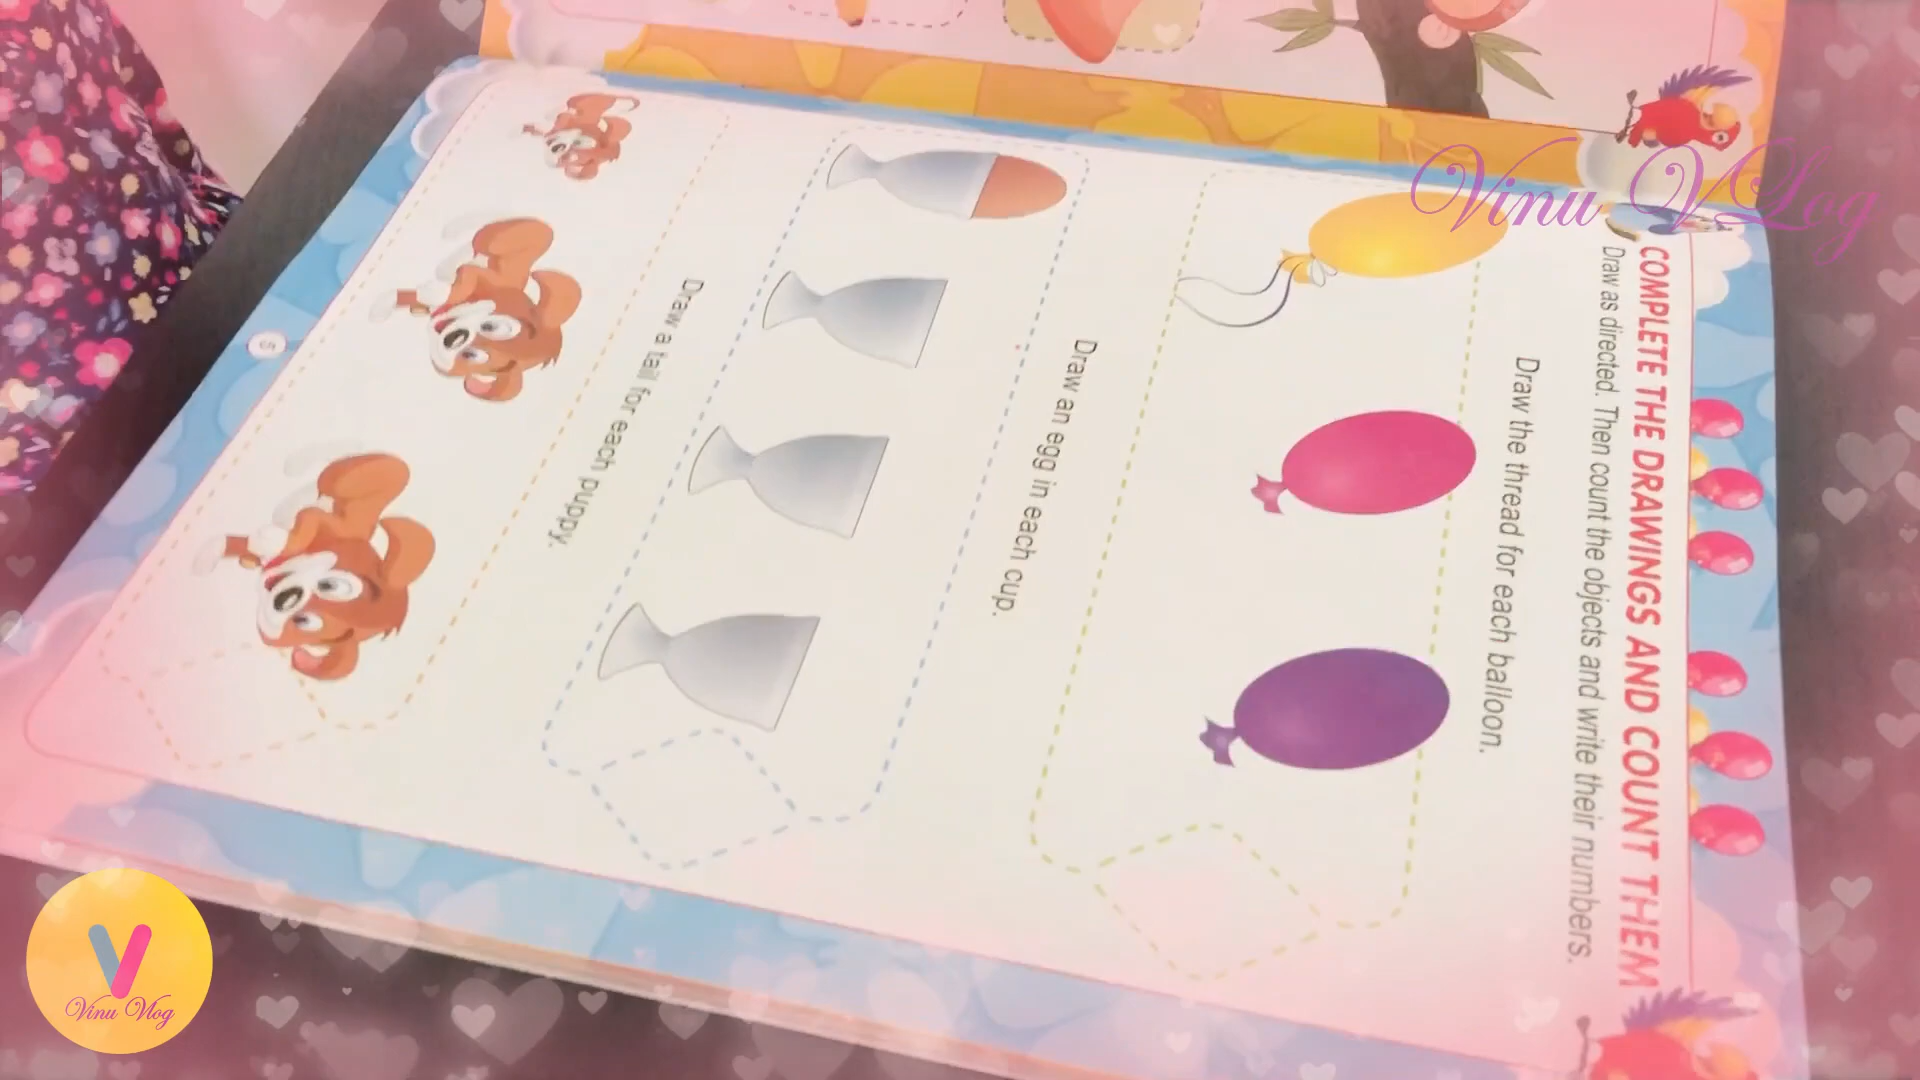 COMPLETE THE DRAWINGS AND COUNT THEM
Draw as directed. Then count the objects and write their numbers.
Draw the thread for each balloon.
Draw an egg in each cup.
Draw a tail for each puppy.
5
Vinu VLog
V
Vinu Vlog